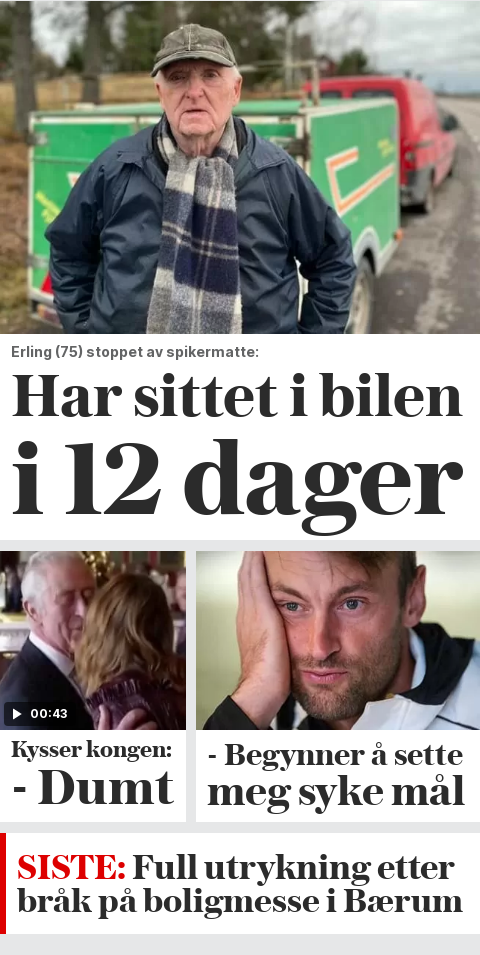 Erling (75) stoppet av spikermatte:
Har sittet i bilen
i 12 dager
00:43
Kysser kongen:
- Dumt
- Begynner å sette
meg syke mål
SISTE: Full utrykning etter
bråk på boligmesse i Bærum